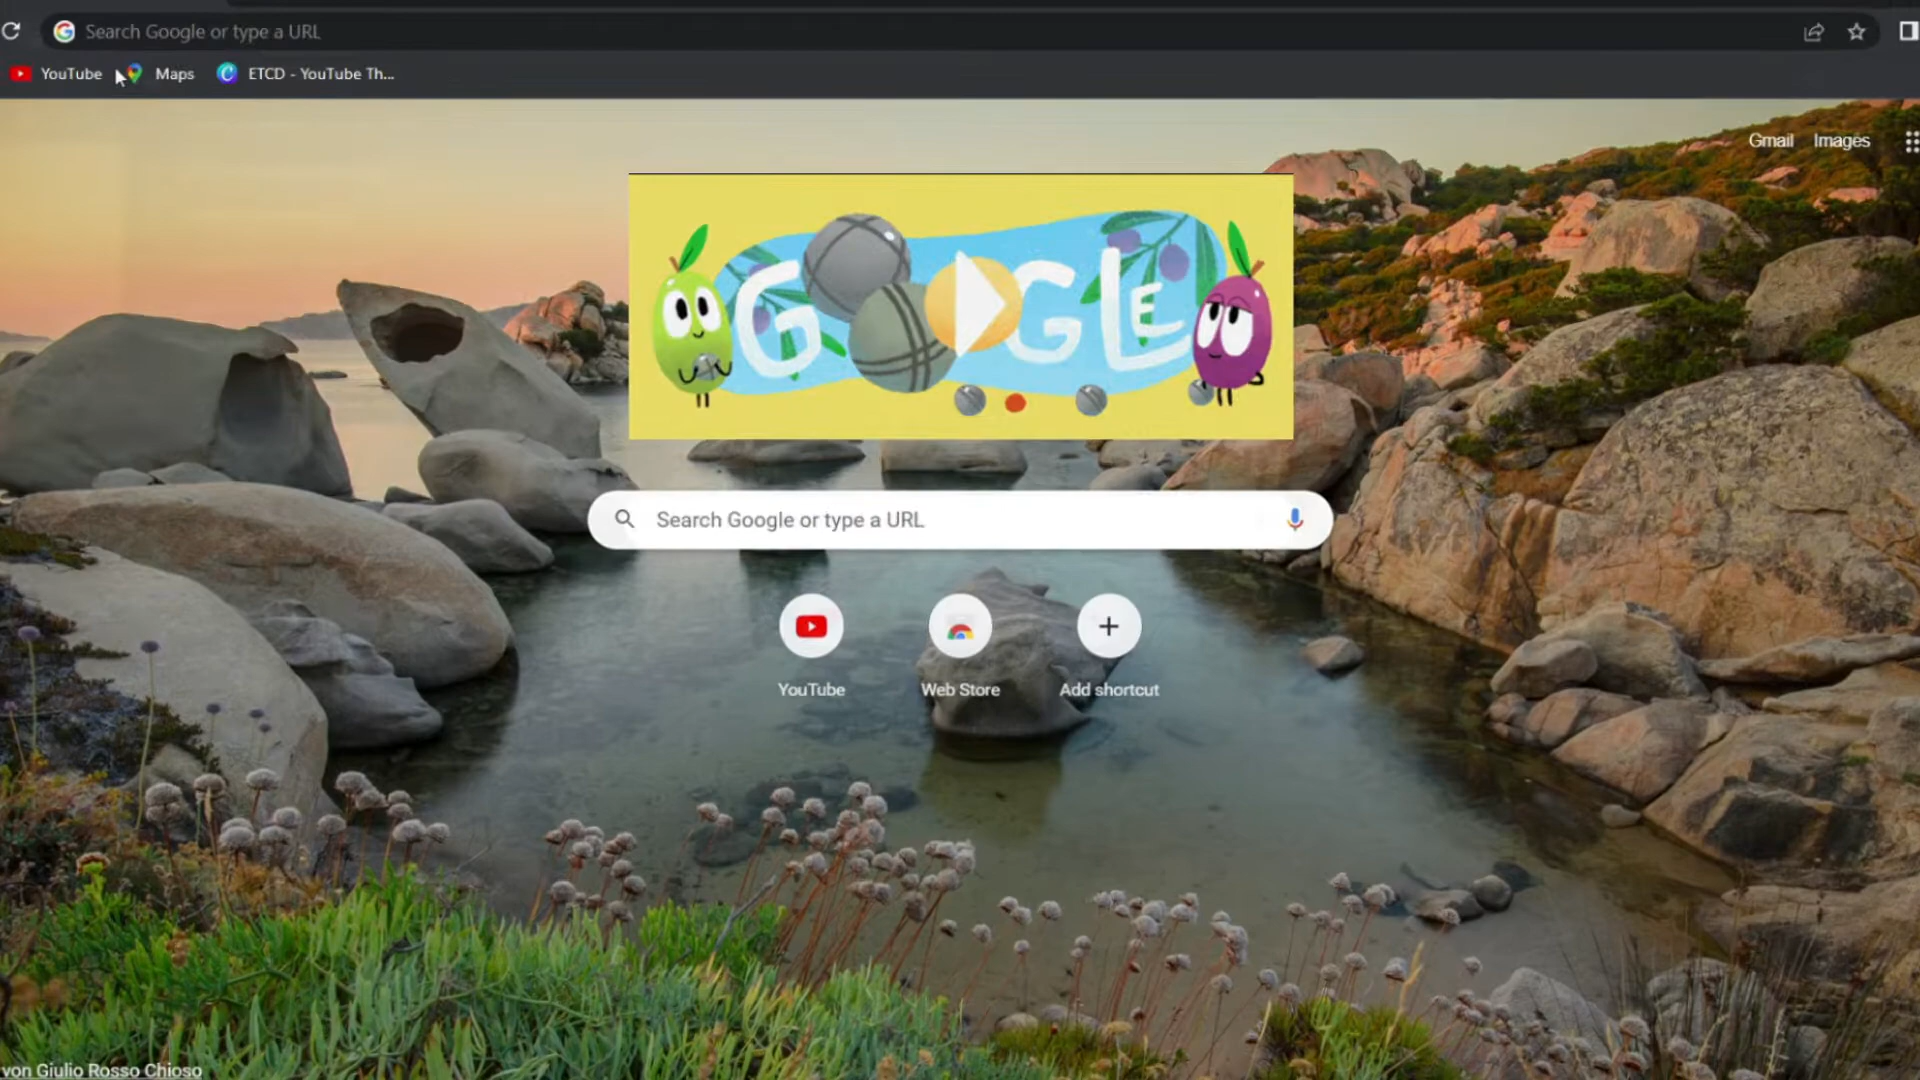 Search Google or type a URL
YouTube
Maps
ETCD - YouTube Th...
Gmail
Images
GOOGLE
Search Google or type a URL
YouTube
Web Store
Add shortcut
von Giulio Rosso Chioso